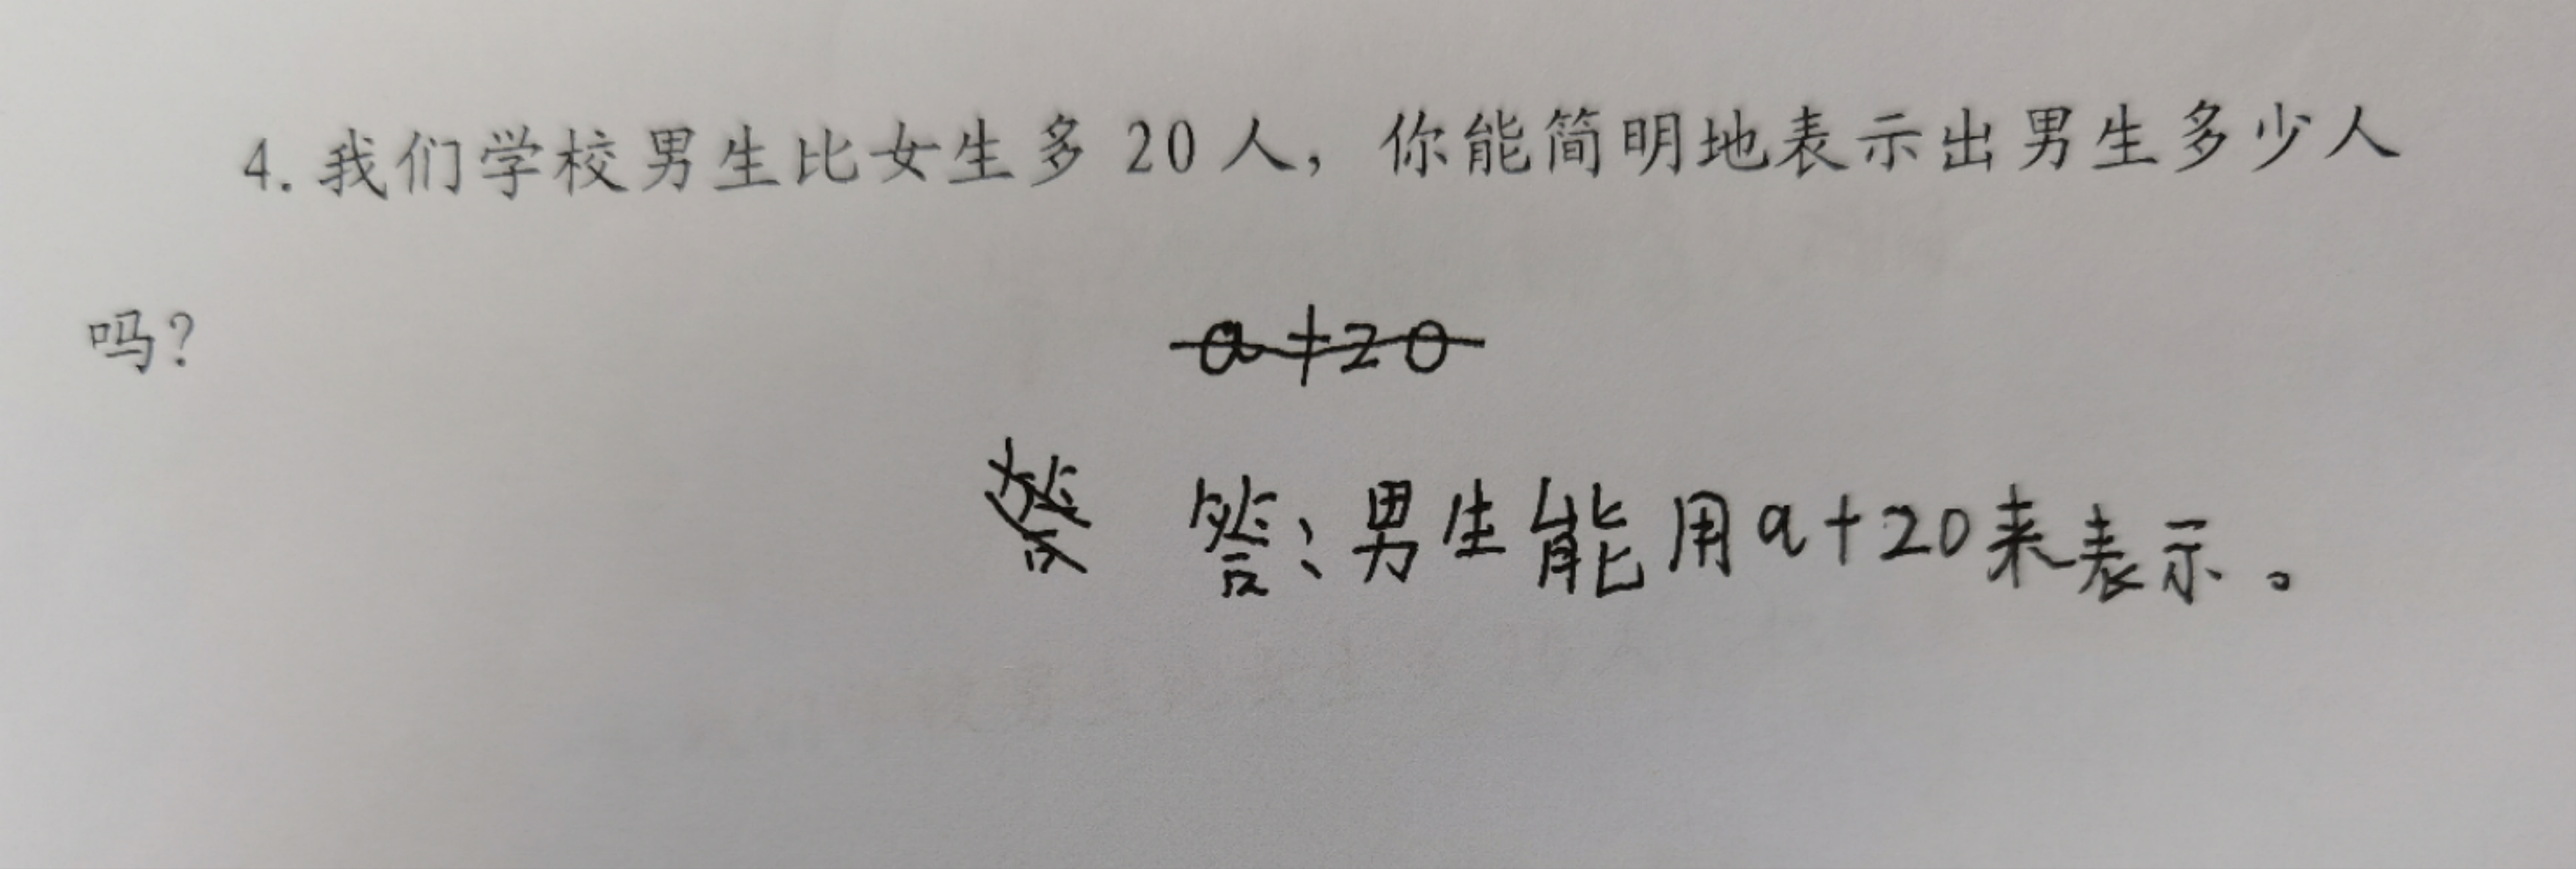 4. 我们学校男生比女生多 20 人，你能简明地表示出男生多少人
吗？
a+20
答 答：男生能用a+20来表示。